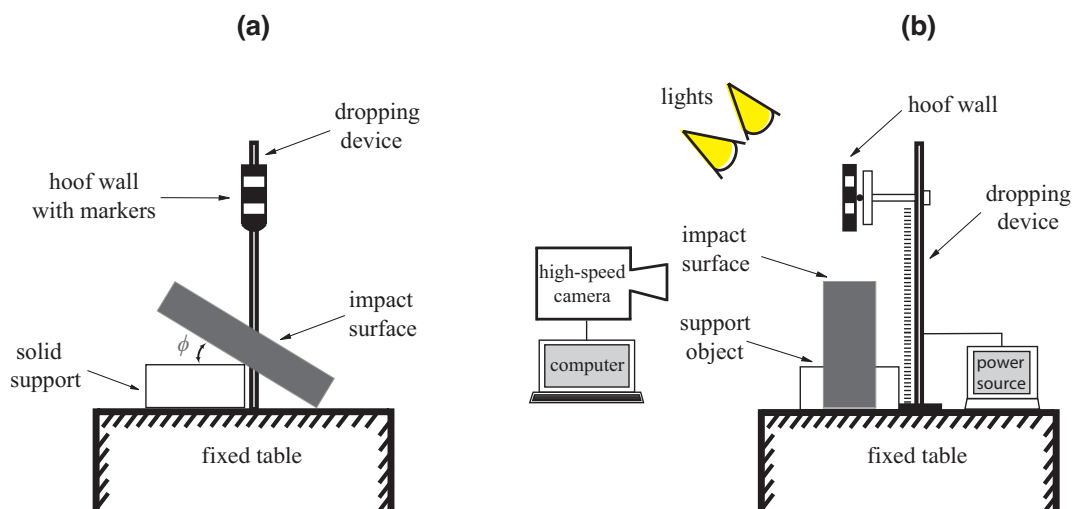 (a)
dropping
device
hoof wall
with markers
impact
surface
ϕ
solid
support
fixed table
(b)
lights
hoof wall
dropping
device
impact
surface
high-speed
camera
support
object
computer
power
source
fixed table